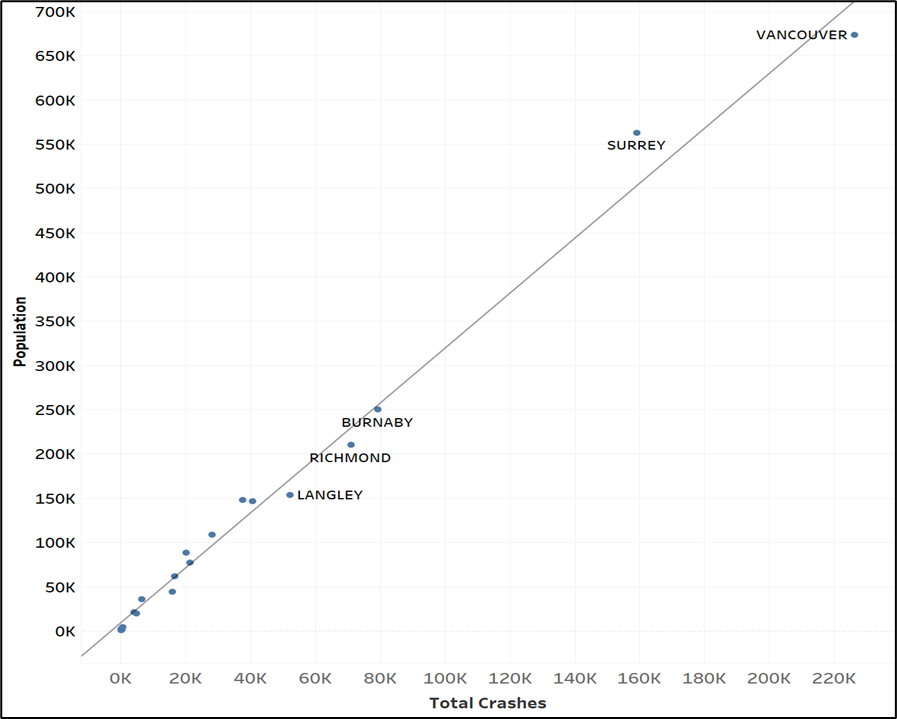 700K
VANCOUVER
650K
600K
550K
SURREY
500K
450K
400K
350K
Population
300K
250K
BURNABY
200K
RICHMOND
150K
LANGLEY
100K
50K
0K
0K 20K 40K 60K 80K 100K 120K 140K 160K 180K 200K 220K
Total Crashes